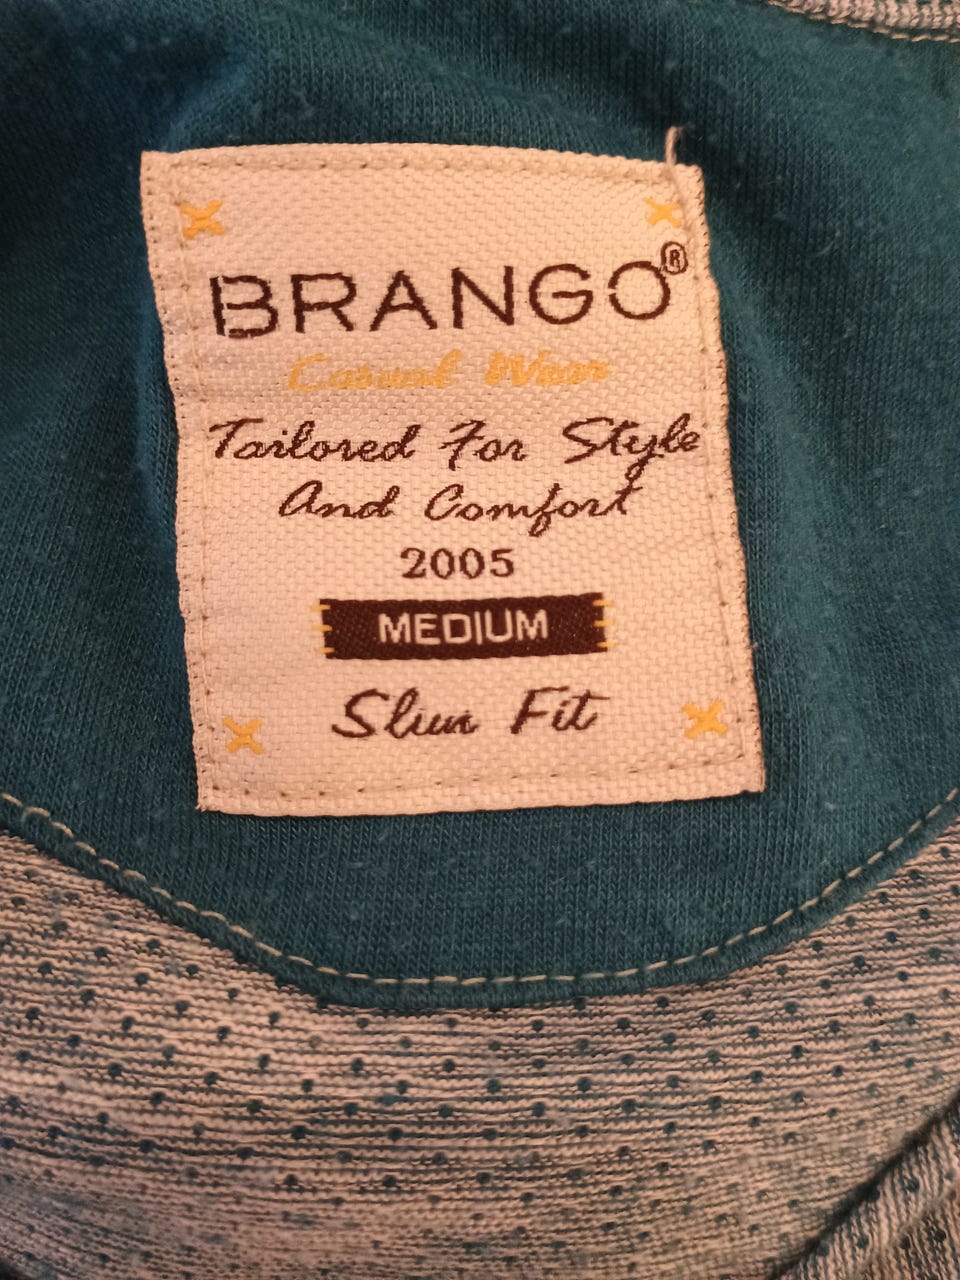 BRANGO®
Casual Wear
Tailored For Style
And Comfort
2005
MEDIUM
Slim Fit